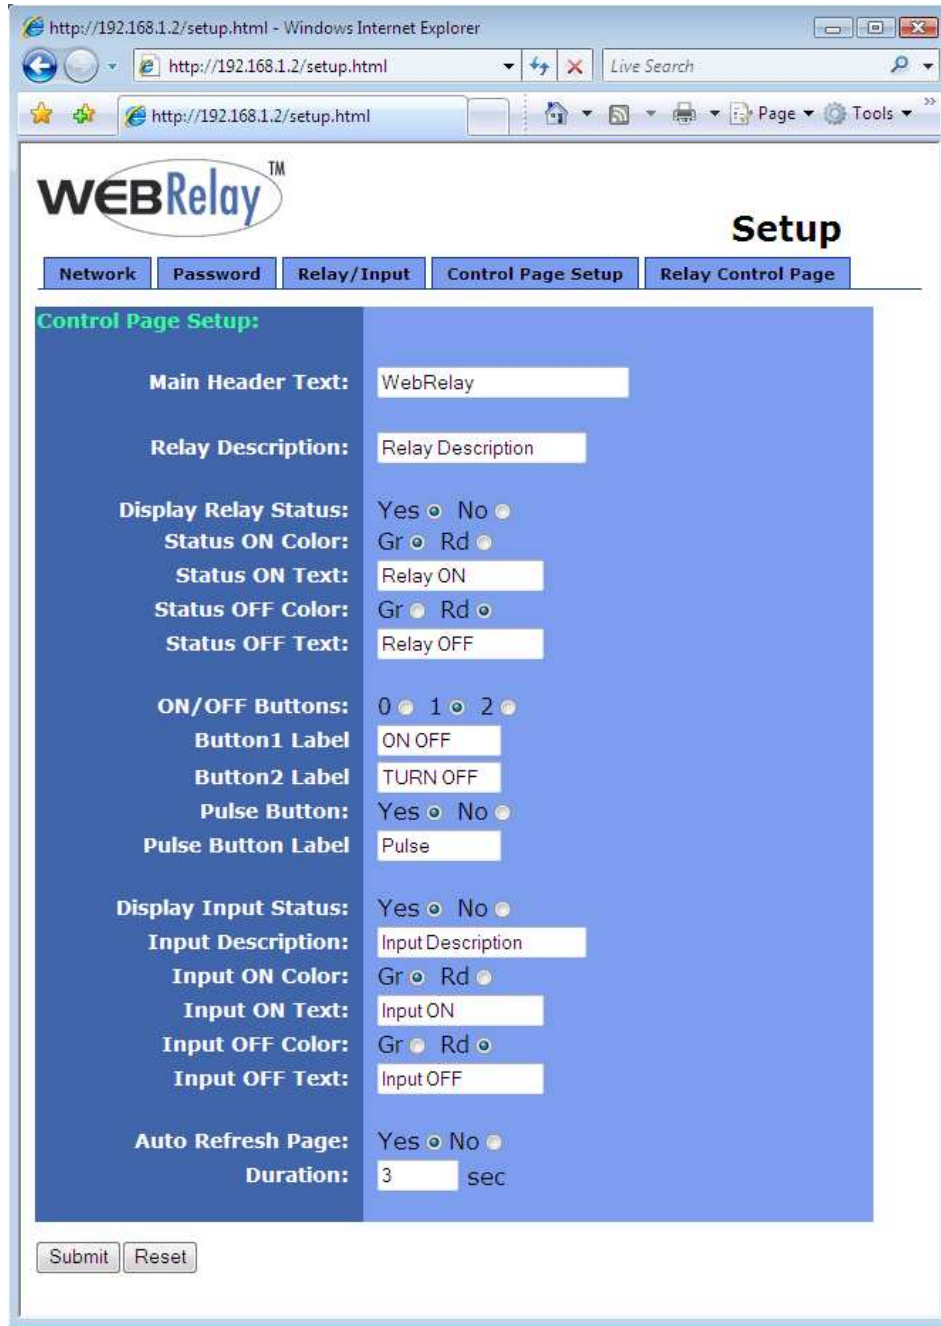 http://192.168.1.2/setup.html - Windows Internet Explorer
http://192.168.1.2/setup.html Live Search
http://192.168.1.2/setup.html Page Tools
WEBRelay™
Setup
Network Password Relay/Input Control Page Setup Relay Control Page
Control Page Setup:
Main Header Text: WebRelay
Relay Description: Relay Description
Display Relay Status: Yes No
Status ON Color: Gr Rd
Status ON Text: Relay ON
Status OFF Color: Gr Rd
Status OFF Text: Relay OFF
ON/OFF Buttons: 0 1 2
Button1 Label ON OFF
Button2 Label TURN OFF
Pulse Button: Yes No
Pulse Button Label Pulse
Display Input Status: Yes No
Input Description: Input Description
Input ON Color: Gr Rd
Input ON Text: Input ON
Input OFF Color: Gr Rd
Input OFF Text: Input OFF
Auto Refresh Page: Yes No
Duration: 3 sec
Submit Reset